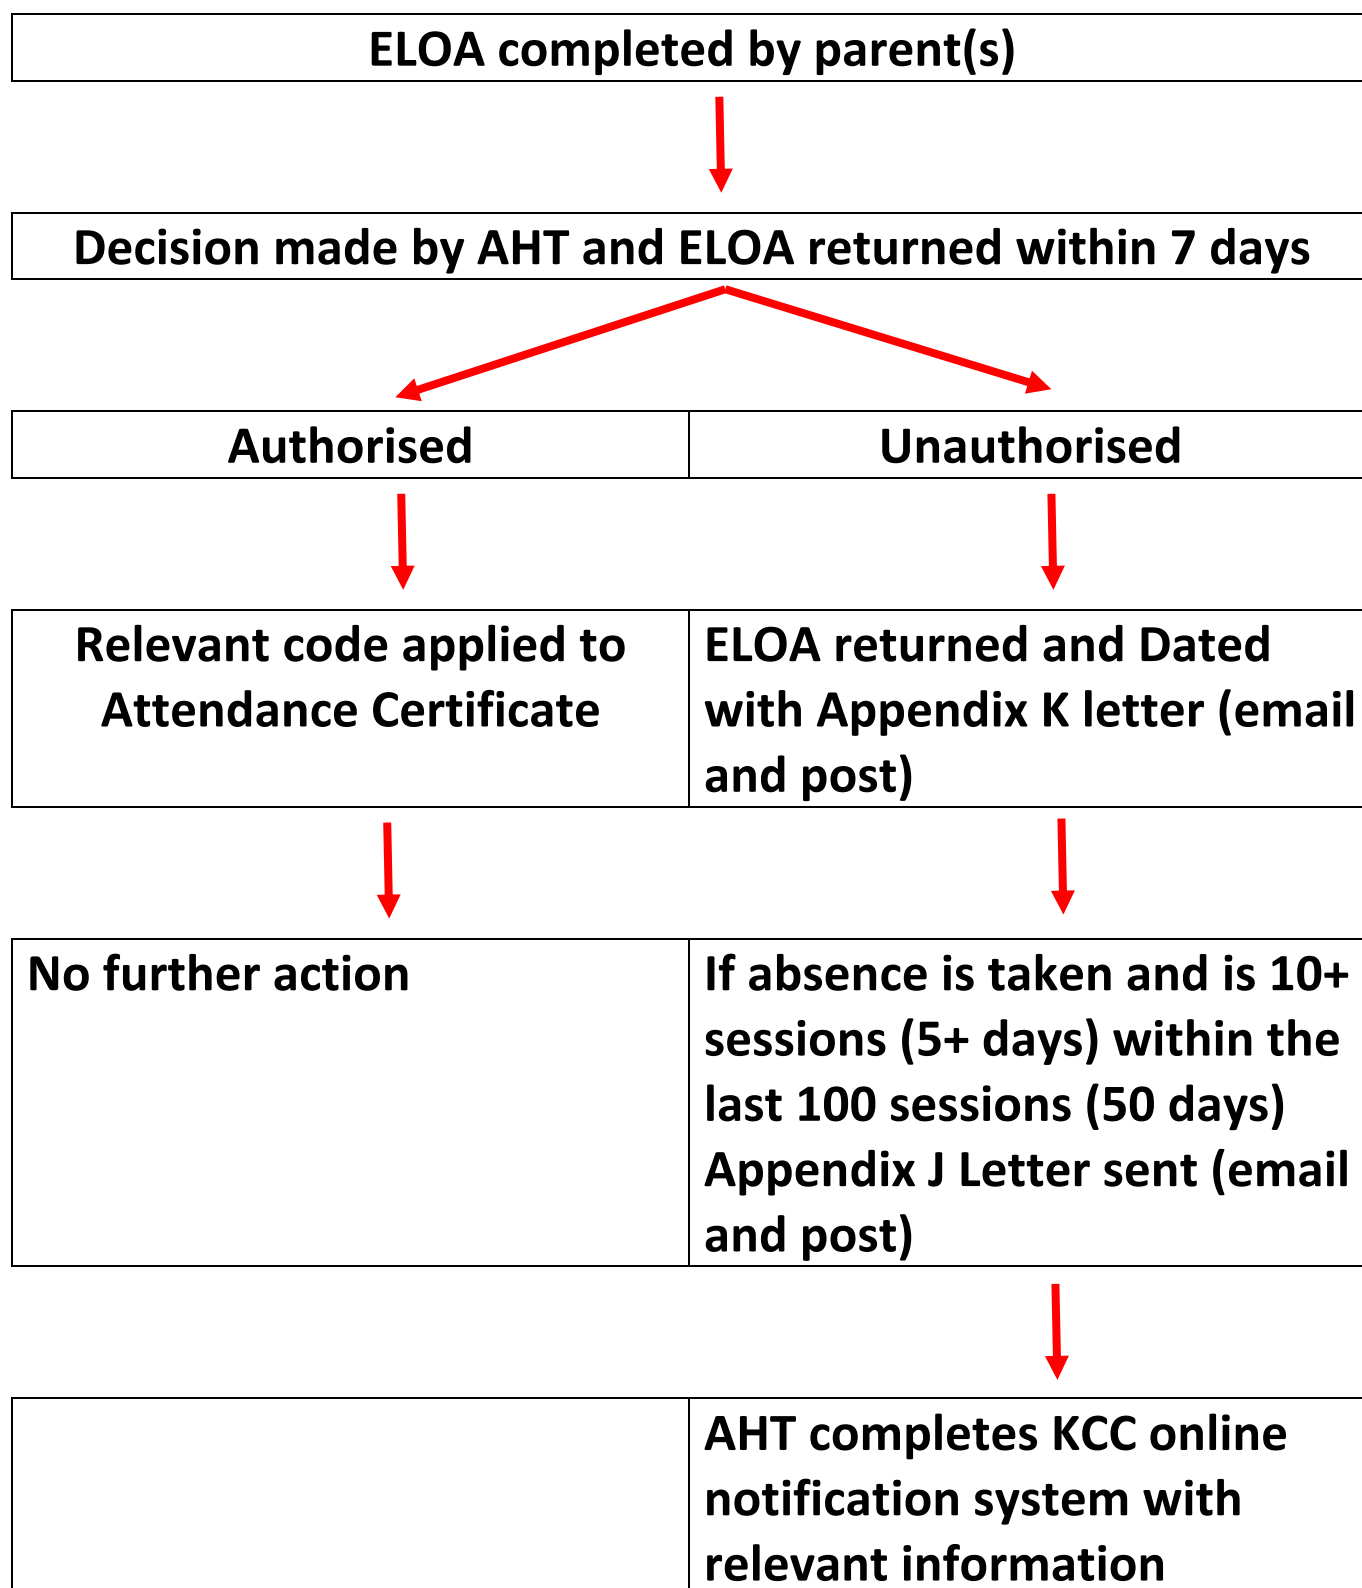 ELOA completed by parent(s)
Decision made by AHT and ELOA returned within 7 days
Authorised
Unauthorised
Relevant code applied to
Attendance Certificate
ELOA returned and Dated
with Appendix K letter (email
and post)
No further action
If absence is taken and is 10+
sessions (5+ days) within the
last 100 sessions (50 days)
Appendix J Letter sent (email
and post)
AHT completes KCC online
notification system with
relevant information